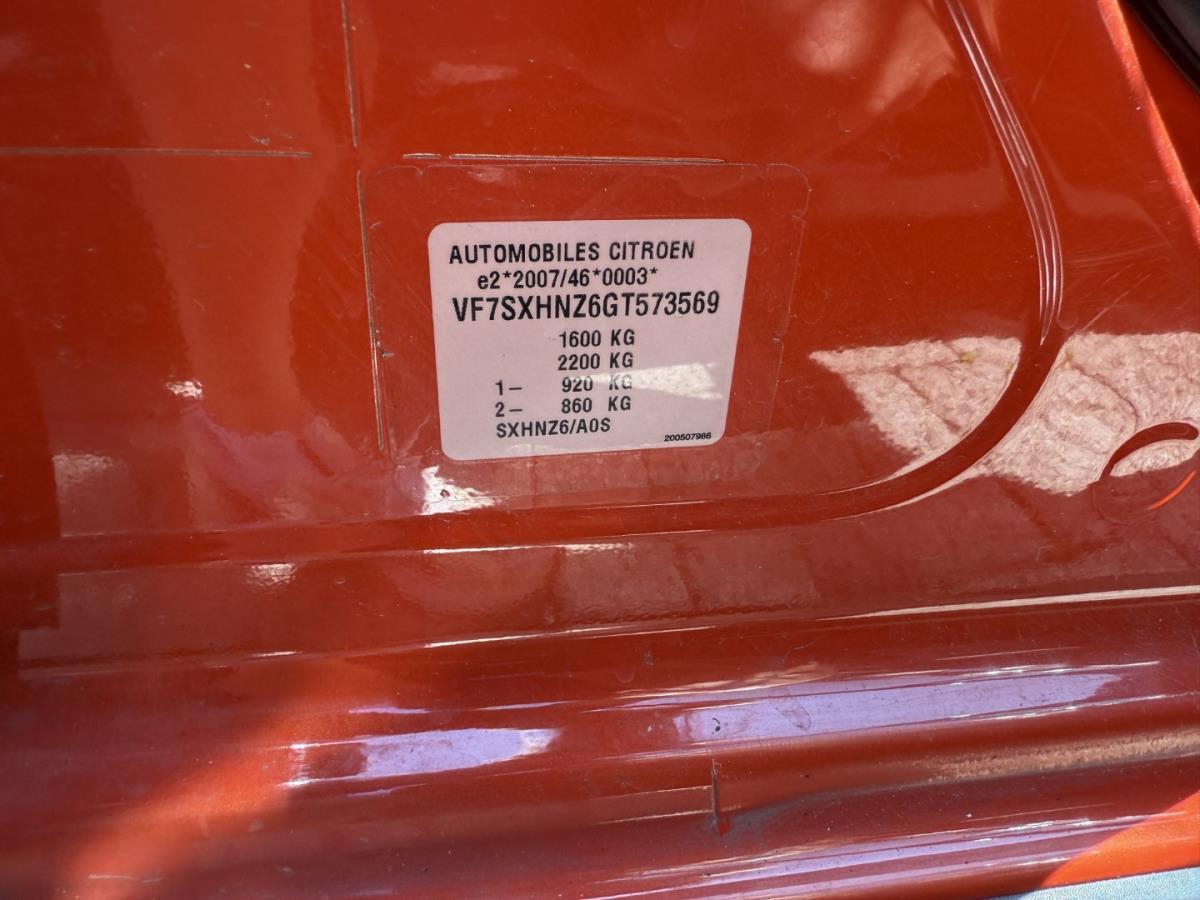 AUTOMOBILES CITROEN
e2*2007/46*0003*
VF7SXHNZ6GT573569
1600 KG
2200 KG
1– 920 KG
2– 860 KG
SXHNZ6/A0S
200507986